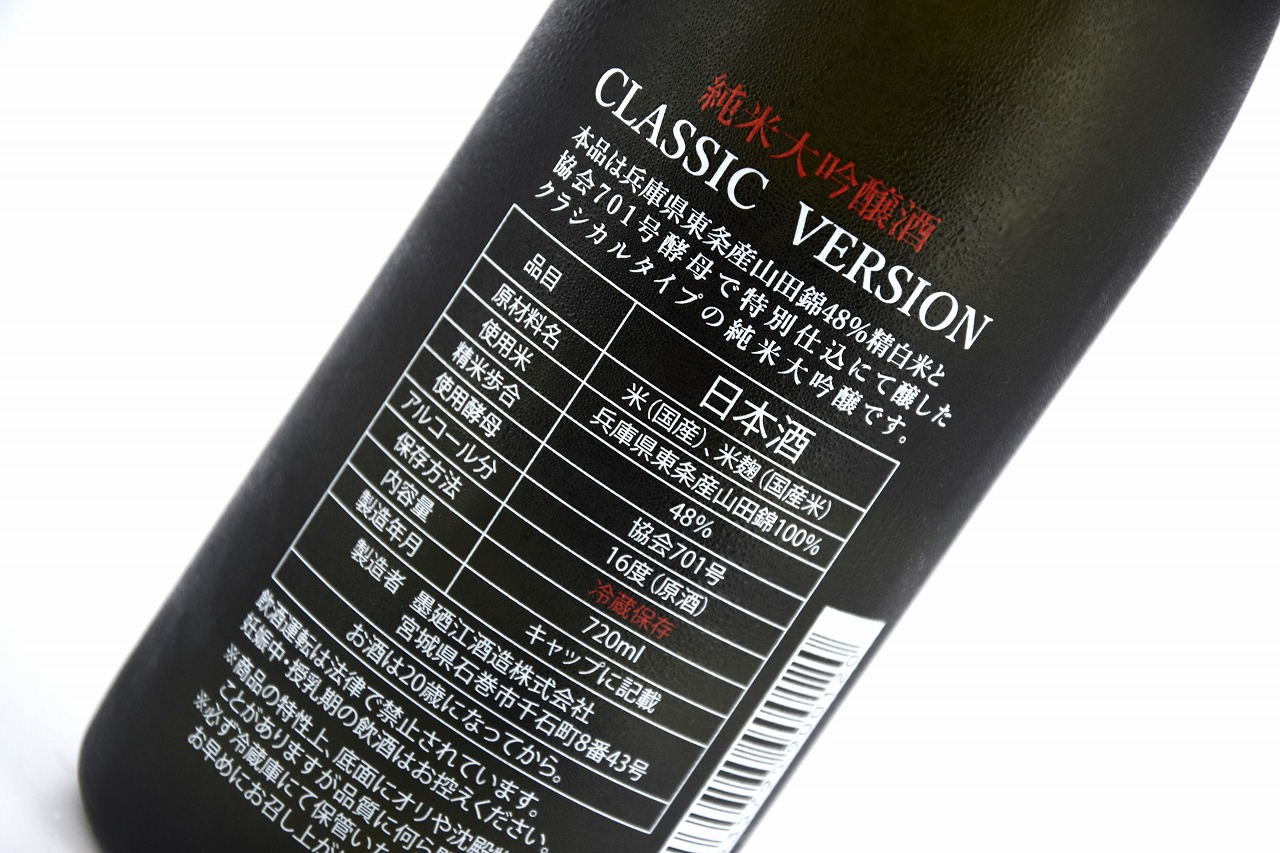 純米大吟醸酒
CLASSIC VERSION
本品は兵庫県東条産山田錦48%精白米と
協会701号酵母で特別仕込にて醸した
クラシカルタイプの純米大吟醸です。
品目 日本酒
原材料名 米(国産)、米麹(国産米)
使用米 兵庫県東条産山田錦100%
精米歩合 48%
使用酵母 協会701号
アルコール分 16度(原酒)
保存方法 冷蔵保存
内容量 720ml
製造年月 キャップに記載
製造者 墨廼江酒造株式会社
宮城県石巻市千石町8番43号
お酒は20歳になってから。
飲酒運転は法律で禁止されています。
妊娠中・授乳期の飲酒はお控えください。
※商品の特性上、底面にオリや沈殿
ことがありますが品質に何ら
※必ず冷蔵庫にて保管いた
お早めにお召し上が